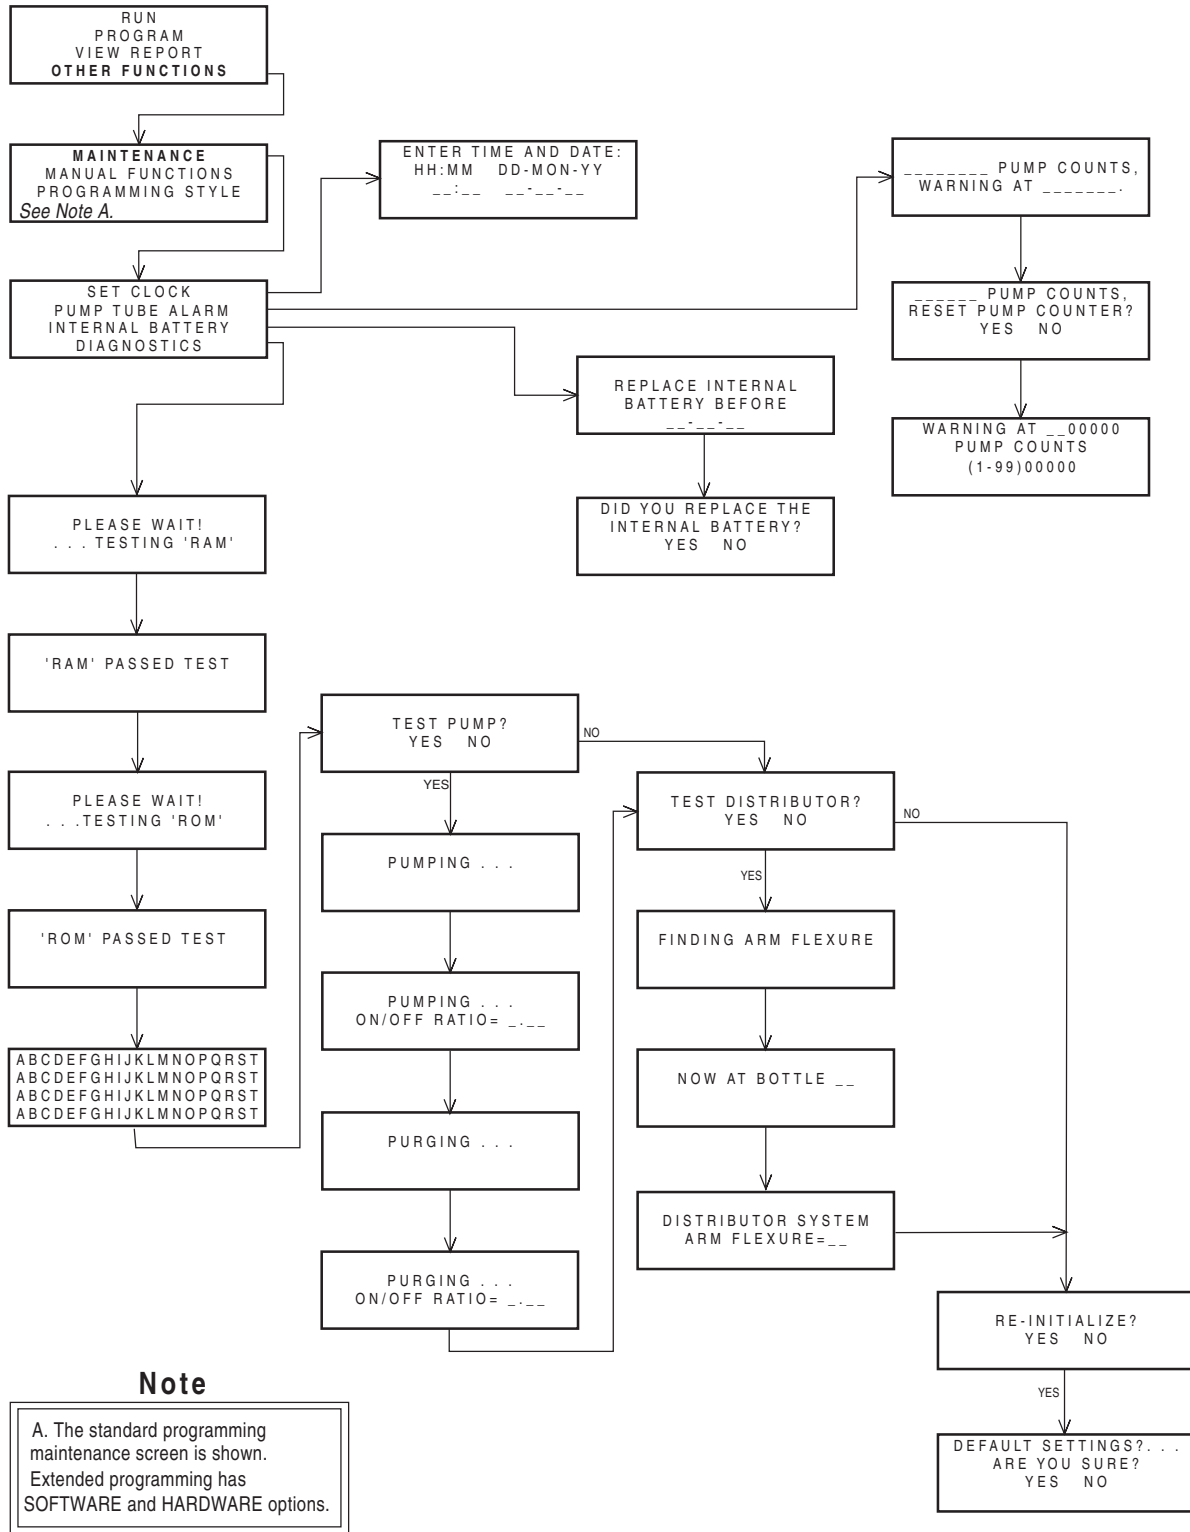 RUN
PROGRAM
VIEW REPORT
OTHER FUNCTIONS
MAINTENANCE
MANUAL FUNCTIONS
PROGRAMMING STYLE
See Note A.
SET CLOCK
PUMP TUBE ALARM
INTERNAL BATTERY
DIAGNOSTICS
ENTER TIME AND DATE:
HH:MM DD-MON-YY
__:__ __-__-__
________ PUMP COUNTS,
WARNING AT _______.
______ PUMP COUNTS,
RESET PUMP COUNTER?
YES NO
WARNING AT __00000
PUMP COUNTS
(1-99)00000
REPLACE INTERNAL
BATTERY BEFORE
__-__-__
DID YOU REPLACE THE
INTERNAL BATTERY?
YES NO
PLEASE WAIT!
. . . TESTING 'RAM'
'RAM' PASSED TEST
PLEASE WAIT!
. . .TESTING 'ROM'
'ROM' PASSED TEST
ABCDEFGHIJKLMNOPQRST
ABCDEFGHIJKLMNOPQRST
ABCDEFGHIJKLMNOPQRST
ABCDEFGHIJKLMNOPQRST
TEST PUMP?
YES NO
NO
YES
PUMPING . . .
PUMPING . . .
ON/OFF RATIO= _.__
PURGING . . .
PURGING . . .
ON/OFF RATIO= _.__
TEST DISTRIBUTOR?
YES NO
NO
YES
FINDING ARM FLEXURE
NOW AT BOTTLE __
DISTRIBUTOR SYSTEM
ARM FLEXURE=__
RE-INITIALIZE?
YES NO
YES
DEFAULT SETTINGS?. . .
ARE YOU SURE?
YES NO
Note
A. The standard programming
maintenance screen is shown.
Extended programming has
SOFTWARE and HARDWARE options.